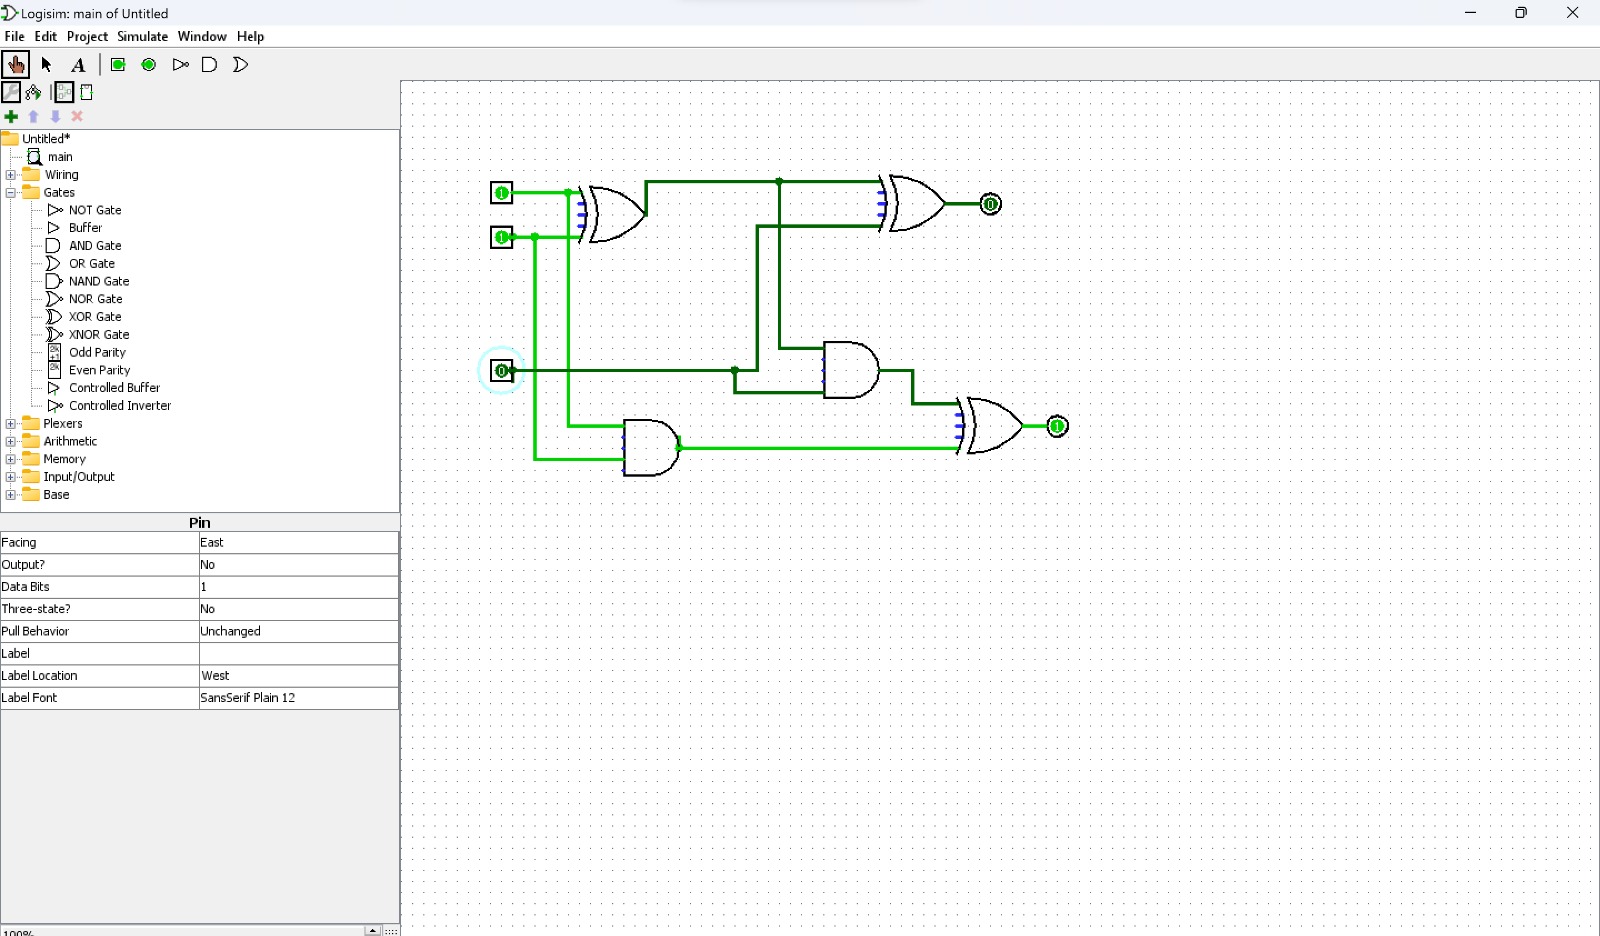 Logisim: main of Untitled
File Edit Project Simulate Window Help
A
Untitled*
main
Wiring
Gates
NOT Gate
Buffer
AND Gate
OR Gate
NAND Gate
NOR Gate
XOR Gate
XNOR Gate
Odd Parity
Even Parity
Controlled Buffer
Controlled Inverter
Plexers
Arithmetic
Memory
Input/Output
Base
Pin
Facing East
Output? No
Data Bits 1
Three-state? No
Pull Behavior Unchanged
Label
Label Location West
Label Font SansSerif Plain 12
100%
1
0
1
0
1